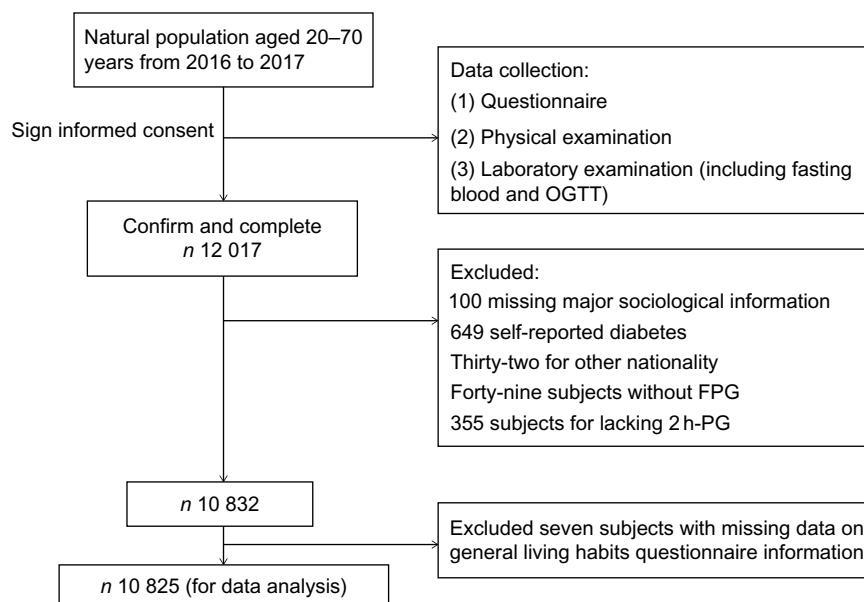 Natural population aged 20–70
years from 2016 to 2017
Data collection:
(1) Questionnaire
(2) Physical examination
(3) Laboratory examination (including fasting
blood and OGTT)
Sign informed consent
Confirm and complete
n 12 017
Excluded:
100 missing major sociological information
649 self-reported diabetes
Thirty-two for other nationality
Forty-nine subjects without FPG
355 subjects for lacking 2 h-PG
n 10 832
Excluded seven subjects with missing data on
general living habits questionnaire information
n 10 825 (for data analysis)